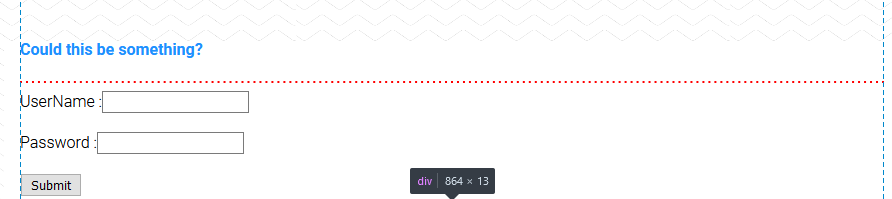 Could this be something?
UserName :
Password :
Submit
div 864 × 13